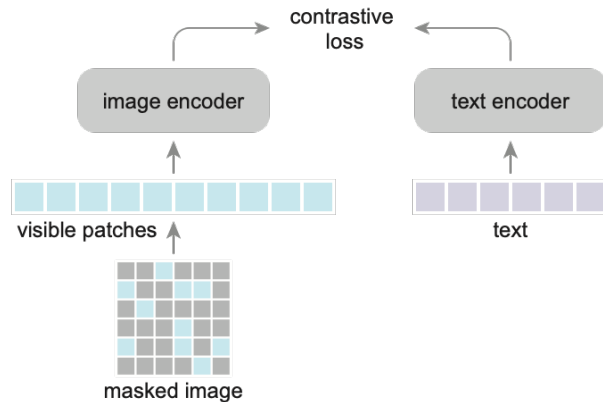 contrastive
loss
image encoder
text encoder
visible patches
text
masked image